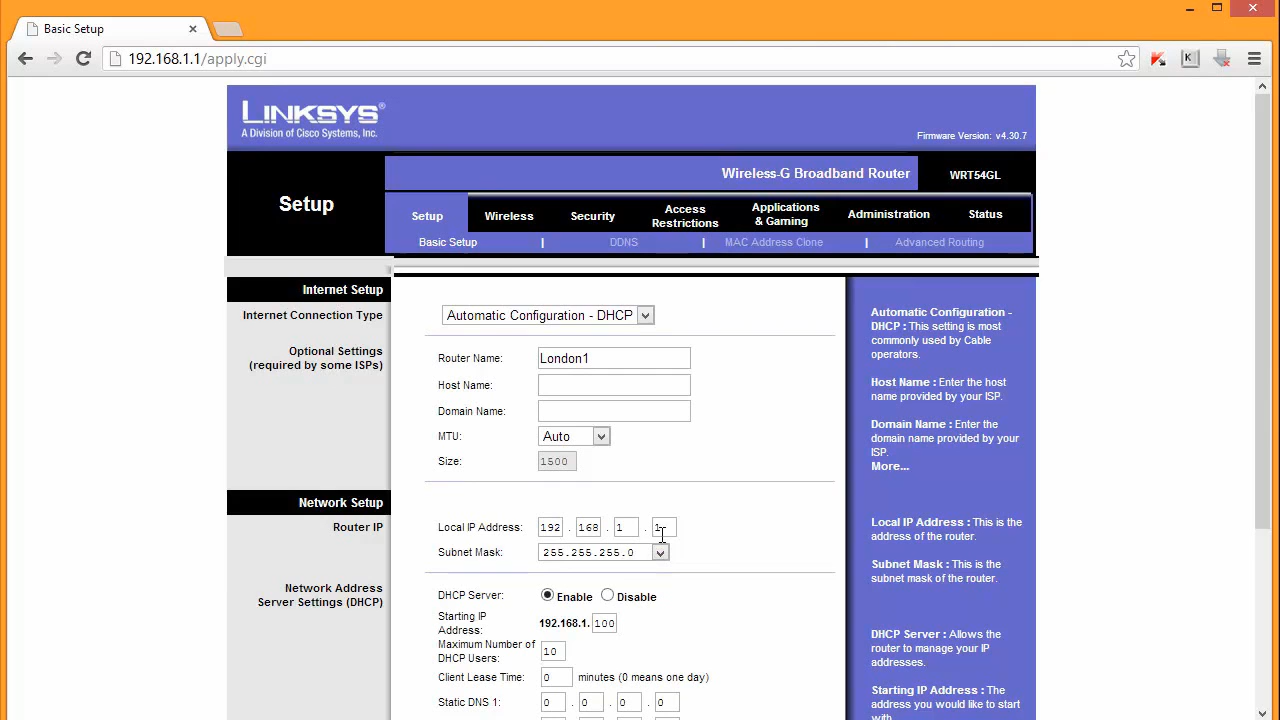 Basic Setup
192.168.1.1/apply.cgi
K
LINKSYS®
A Division of Cisco Systems, Inc.
Firmware Version: v4.30.7
Wireless-G Broadband Router
WRT54GL
Setup
Setup
Wireless
Security
Access
Restrictions
Applications
& Gaming
Administration
Status
Basic Setup | DDNS | MAC Address Clone | Advanced Routing
Internet Setup
Internet Connection Type
Automatic Configuration - DHCP
Optional Settings
(required by some ISPs)
Router Name: London1
Host Name:
Domain Name:
MTU: Auto
Size: 1500
Network Setup
Router IP
Local IP Address: 192 . 168 . 1 . 1
Subnet Mask: 255.255.255.0
Network Address
Server Settings (DHCP)
DHCP Server: Enable Disable
Starting IP
Address:
192.168.1. 100
Maximum Number of
DHCP Users:
10
Client Lease Time: 0 minutes (0 means one day)
Static DNS 1: 0 . 0 . 0 . 0
Automatic Configuration -
DHCP : This setting is most
commonly used by Cable
operators.
Host Name : Enter the host
name provided by your ISP.
Domain Name : Enter the
domain name provided by your
ISP.
More...
Local IP Address : This is the
address of the router.
Subnet Mask : This is the
subnet mask of the router.
DHCP Server : Allows the
router to manage your IP
addresses.
Starting IP Address : The
address you would like to start
with.